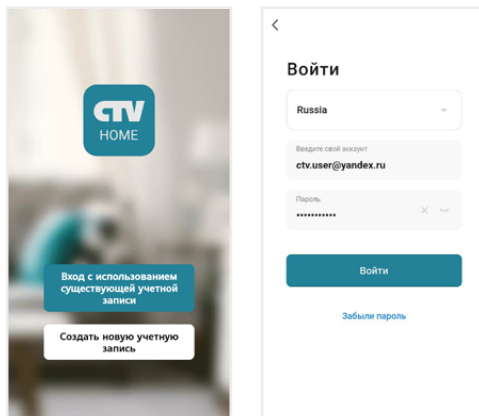 CTV
HOME
Вход с использованием
существующей учетной
записи
Создать новую учетную
запись
Войти
Russia
Введите свой аккаунт
ctv.user@yandex.ru
Пароль
•••••••••••
Войти
Забыли пароль